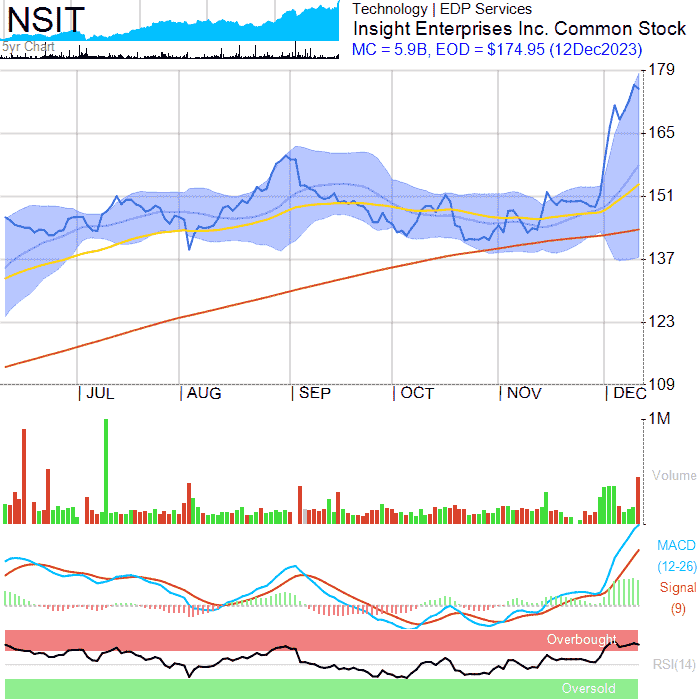 NSIT
5yr Chart
Technology | EDP Services
Insight Enterprises Inc. Common Stock
MC = 5.9B, EOD = $174.95 (12Dec2023)
179
165
151
137
123
109
| JUL | AUG | SEP | OCT | NOV | DEC
1M
Volume
MACD
(12-26)
Signal
(9)
Overbought
RSI(14)
Oversold